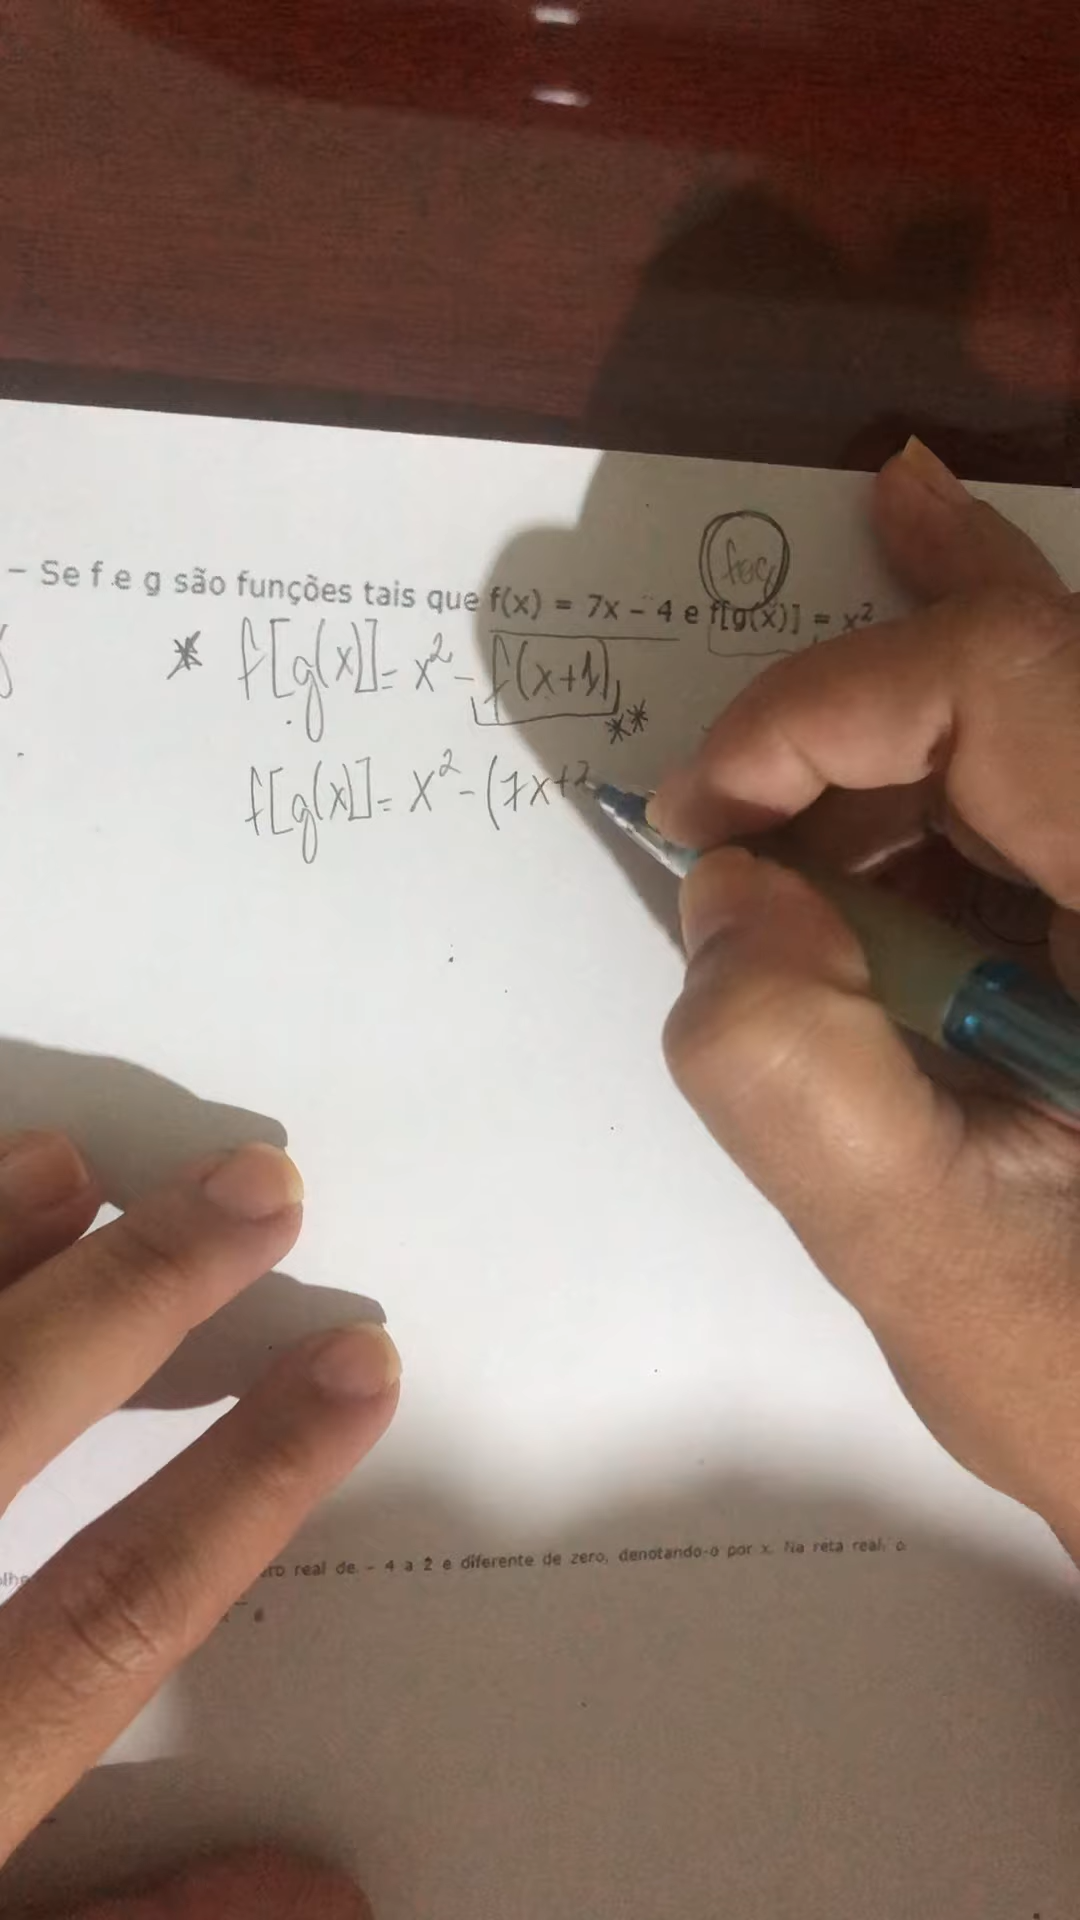 fog
– Se f e g são funções tais que f(x) = 7x – 4 e f[g(x)] = x²
* f[g(x)] = x² - f(x+1)
**
f[g(x)] = x² - (7x+
real de – 4 a 2 e diferente de zero, denotando-o por x. Na reta real, o